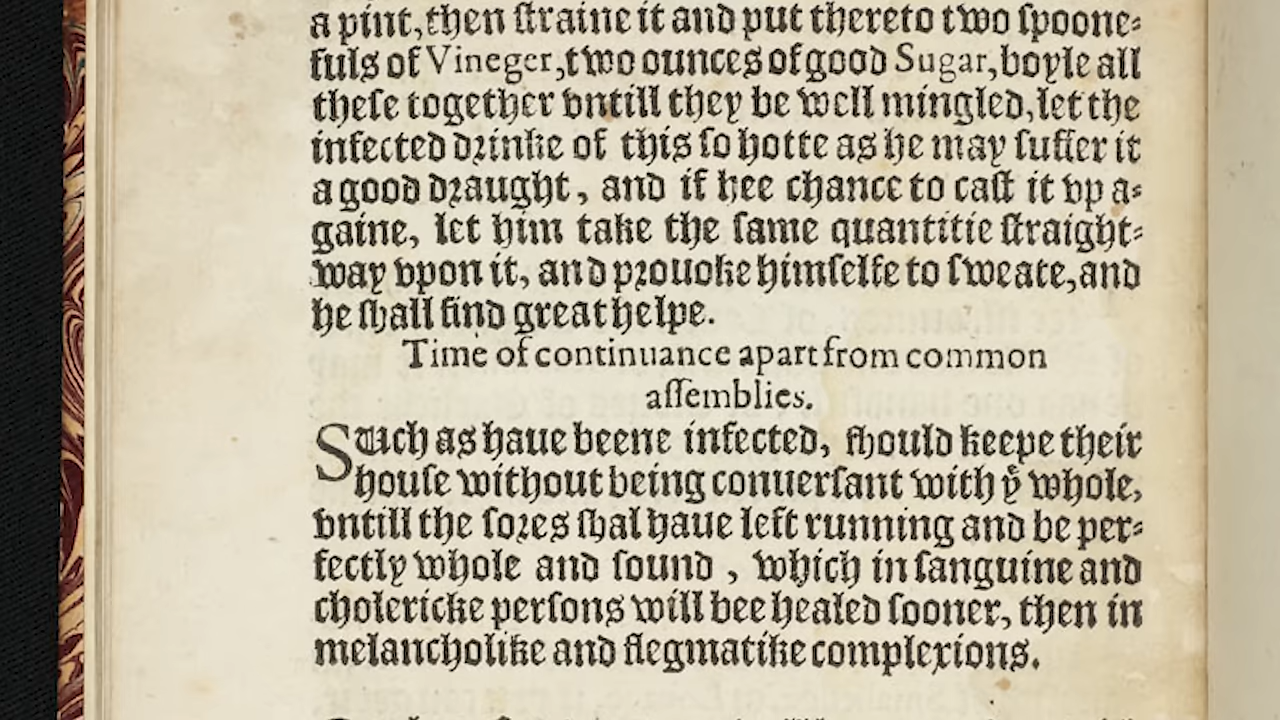 a pint, then ſtraine it and put thereto two ſpoone⸗
fuls of Vineger, two ounces of good Sugar, boyle all
theſe together vntill they be well mingled, let the
infected drinke of this ſo hotte as he may ſuffer it
a good draught, and if hee chance to caſt it vp a⸗
gaine, let him take the ſame quantitie ſtraight⸗
way vpon it, and prouoke himſelfe to ſweate, and
he ſhall find great helpe.
Time of continuance apart from common
aſſemblies.
Such as haue beene infected, ſhould keepe their
houſe without being conuerſant with yͤ whole,
vntill the ſores ſhal haue left running and be per⸗
fectly whole and ſound, which in ſanguine and
cholericke perſons will bee healed ſooner, then in
melancholike and flegmatike complexions.